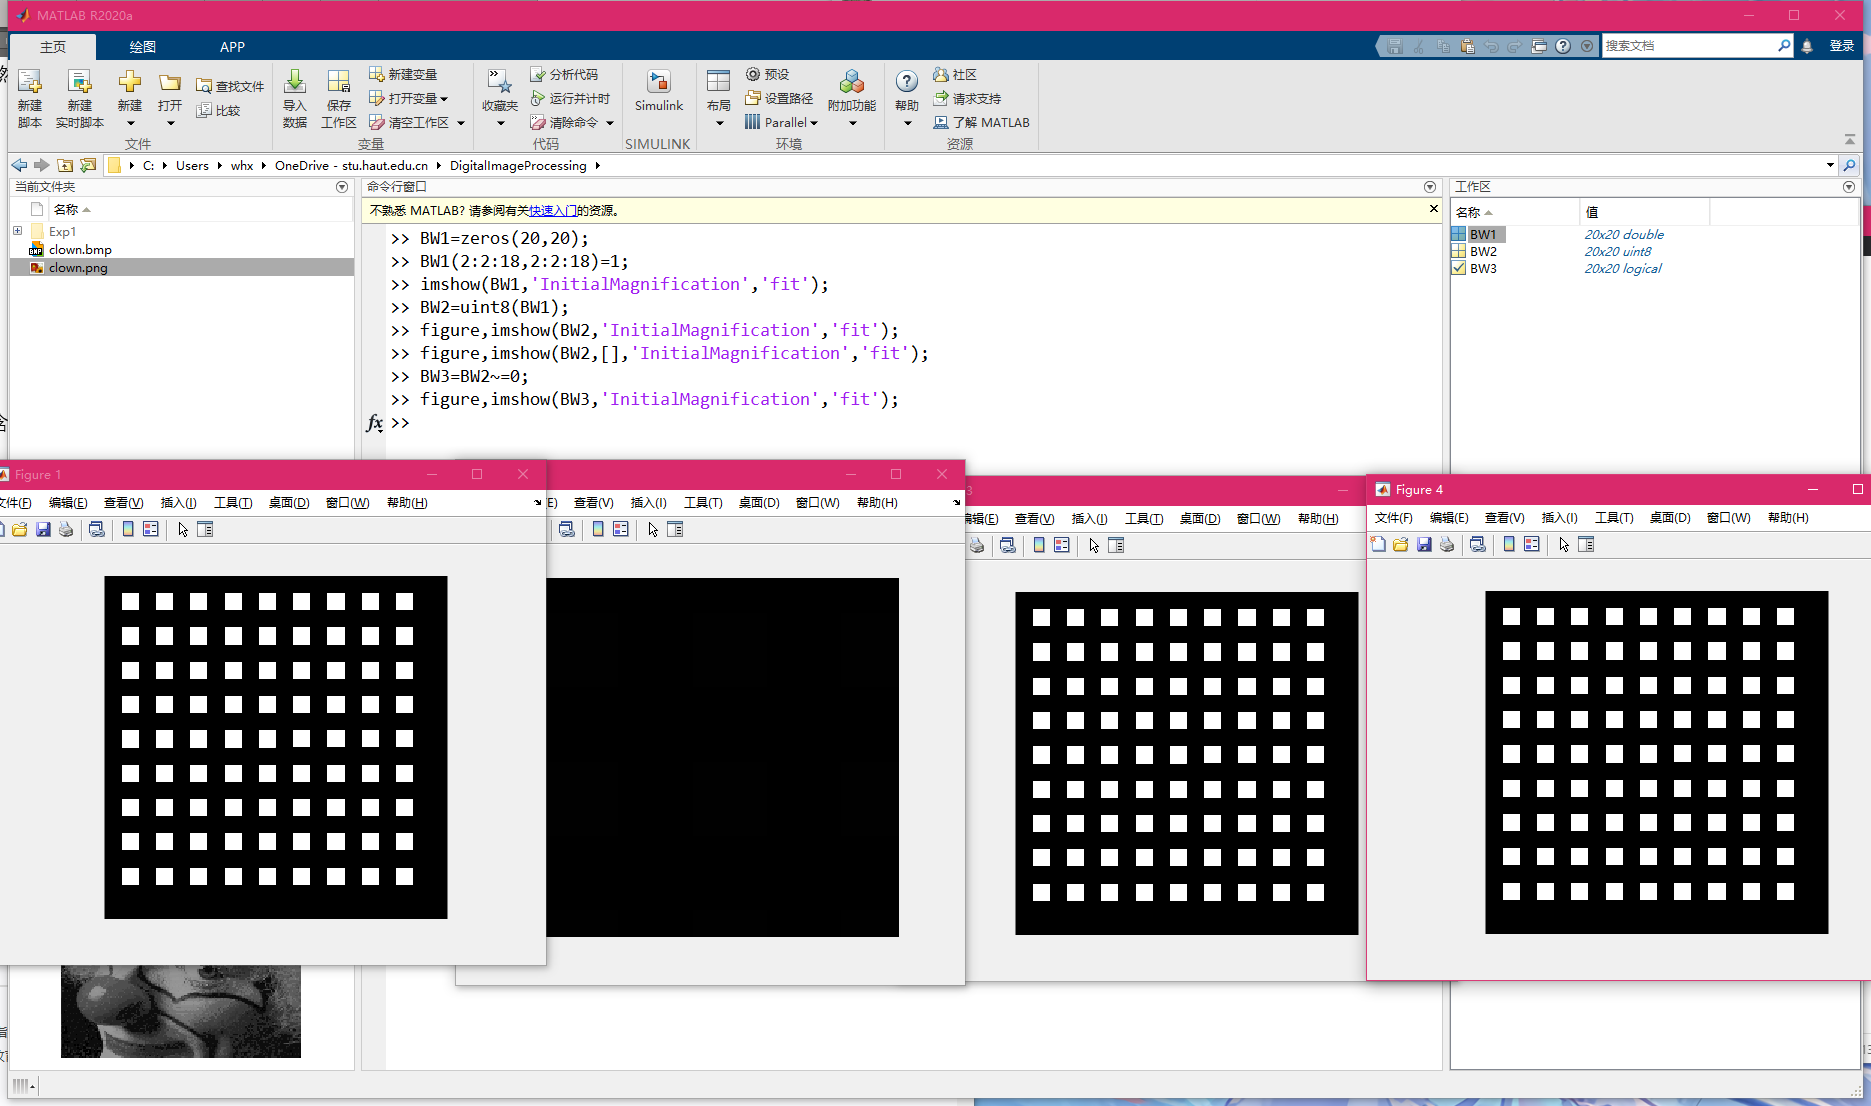 MATLAB R2020a
主页 绘图 APP
搜索文档 登录
新建脚本 新建实时脚本 新建 打开 查找文件 比较
导入数据 保存工作区 新建变量 打开变量 清空工作区
收藏夹 分析代码 运行并计时 清除命令
Simulink
布局 预设 设置路径 Parallel 附加功能
帮助 社区 请求支持 了解 MATLAB
文件 变量 代码 SIMULINK 环境 资源
C: Users whx OneDrive - stu.haut.edu.cn DigitalImageProcessing
当前文件夹
名称
Exp1
clown.bmp
clown.png
命令行窗口
不熟悉 MATLAB? 请参阅有关快速入门的资源。
>> BW1=zeros(20,20);
>> BW1(2:2:18,2:2:18)=1;
>> imshow(BW1,'InitialMagnification','fit');
>> BW2=uint8(BW1);
>> figure,imshow(BW2,'InitialMagnification','fit');
>> figure,imshow(BW2,[],'InitialMagnification','fit');
>> BW3=BW2~=0;
>> figure,imshow(BW3,'InitialMagnification','fit');
fx >>
工作区
名称 值
BW1 20x20 double
BW2 20x20 uint8
BW3 20x20 logical
Figure 1
文件(F) 编辑(E) 查看(V) 插入(I) 工具(T) 桌面(D) 窗口(W) 帮助(H)
E) 查看(V) 插入(I) 工具(T) 桌面(D) 窗口(W) 帮助(H)
3
编辑(E) 查看(V) 插入(I) 工具(T) 桌面(D) 窗口(W) 帮助(H)
Figure 4
文件(F) 编辑(E) 查看(V) 插入(I) 工具(T) 桌面(D) 窗口(W) 帮助(H)